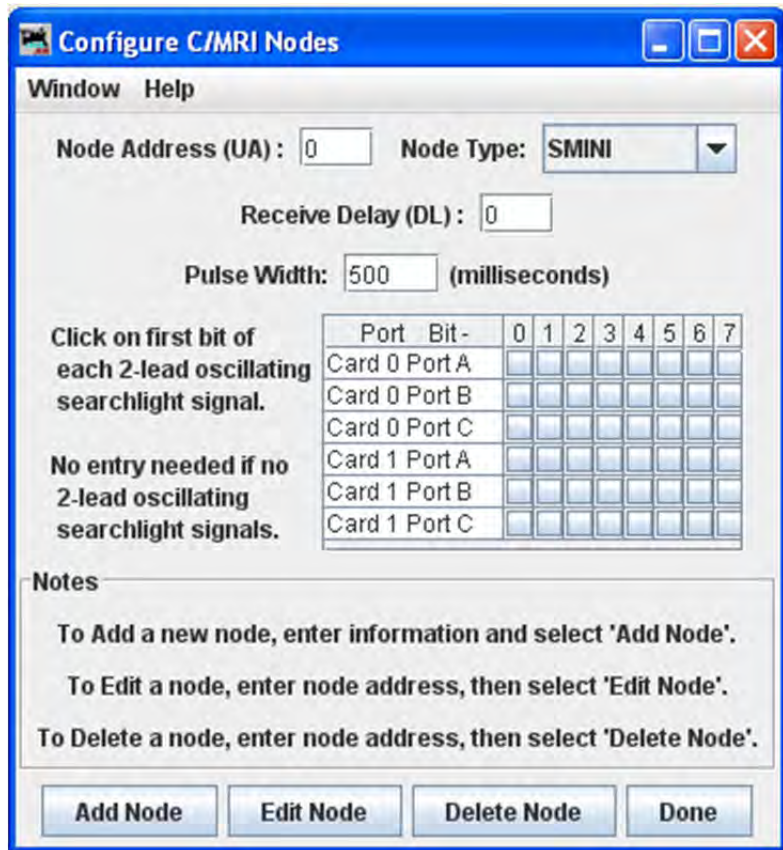 Configure C/MRI Nodes
Window Help
Node Address (UA) : 0 Node Type: SMINI
Receive Delay (DL) : 0
Pulse Width: 500 (milliseconds)
Click on first bit of
each 2-lead oscillating
searchlight signal.
No entry needed if no
2-lead oscillating
searchlight signals.
Port Bit - 0 1 2 3 4 5 6 7
Card 0 Port A
Card 0 Port B
Card 0 Port C
Card 1 Port A
Card 1 Port B
Card 1 Port C
Notes
To Add a new node, enter information and select 'Add Node'.
To Edit a node, enter node address, then select 'Edit Node'.
To Delete a node, enter node address, then select 'Delete Node'.
Add Node Edit Node Delete Node Done